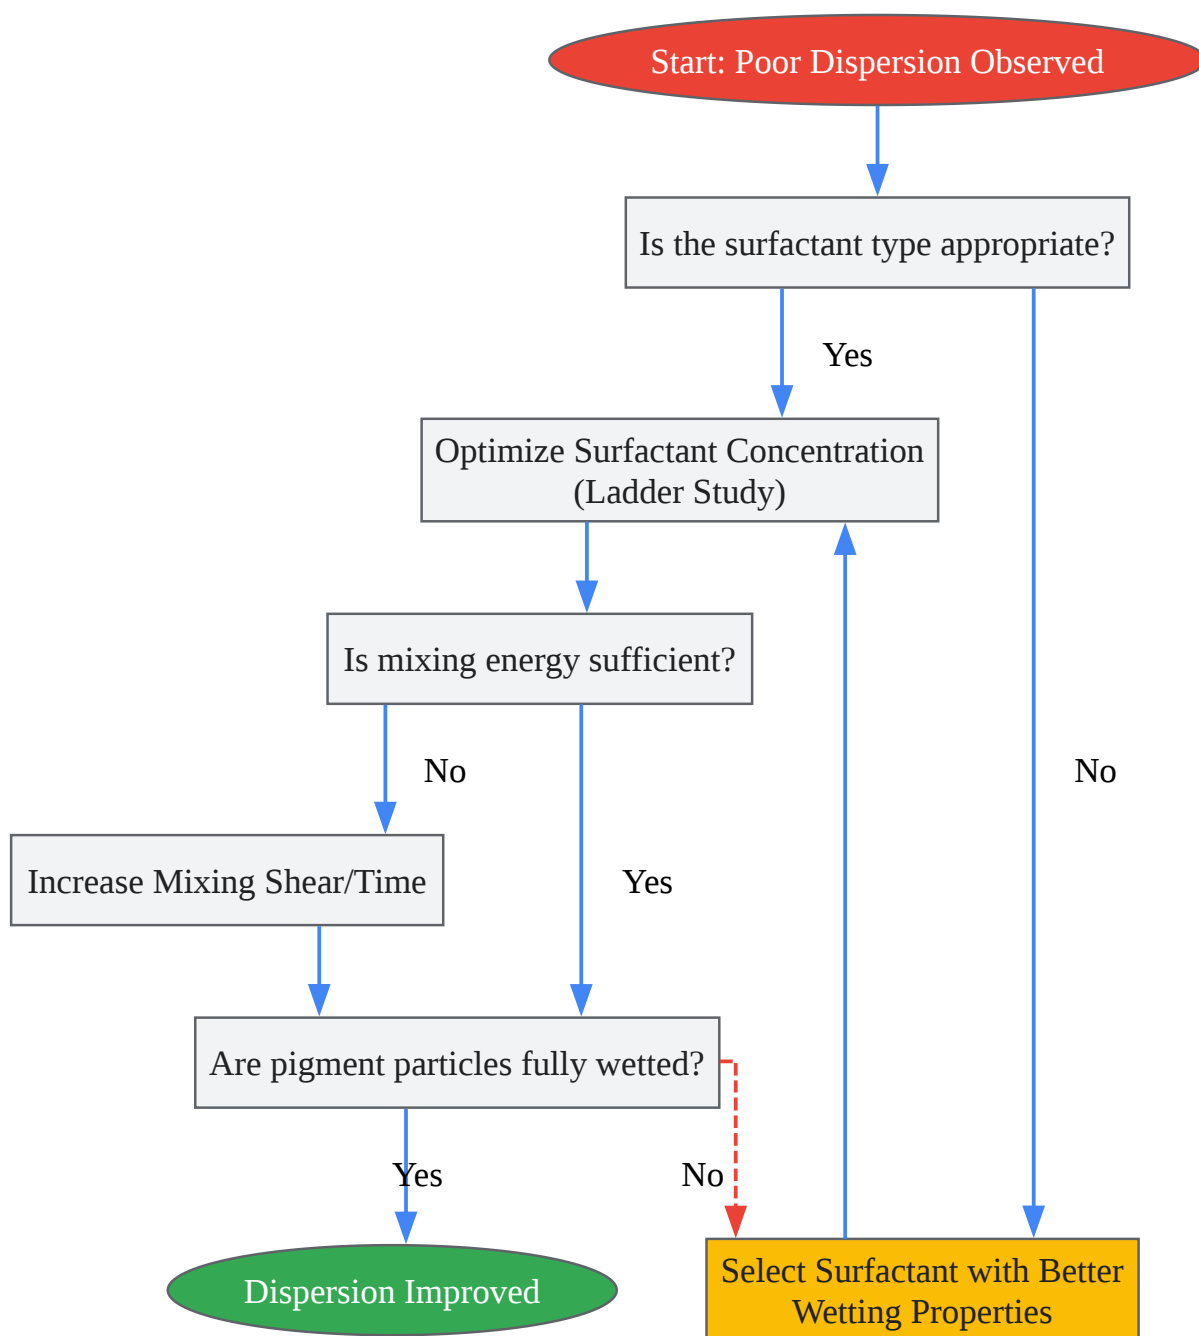 Start: Poor Dispersion Observed
Is the surfactant type appropriate?
Yes
Optimize Surfactant Concentration
(Ladder Study)
Is mixing energy sufficient?
No
No
Increase Mixing Shear/Time
Yes
Are pigment particles fully wetted?
Yes
No
Dispersion Improved
Select Surfactant with Better
Wetting Properties